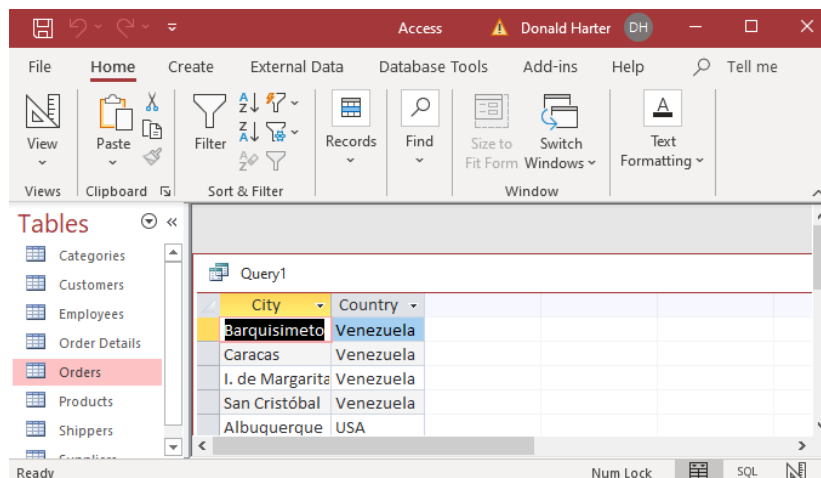 Access Donald Harter DH
File Home Create External Data Database Tools Add-ins Help Tell me
View Paste Filter Records Find Size to Fit Form Switch Windows Text Formatting
Views Clipboard Sort & Filter Window
Tables
Categories
Customers
Employees
Order Details
Orders
Products
Shippers
Query1
City Country
Barquisimeto Venezuela
Caracas Venezuela
I. de Margarita Venezuela
San Cristóbal Venezuela
Albuquerque USA
Ready Num Lock SQL